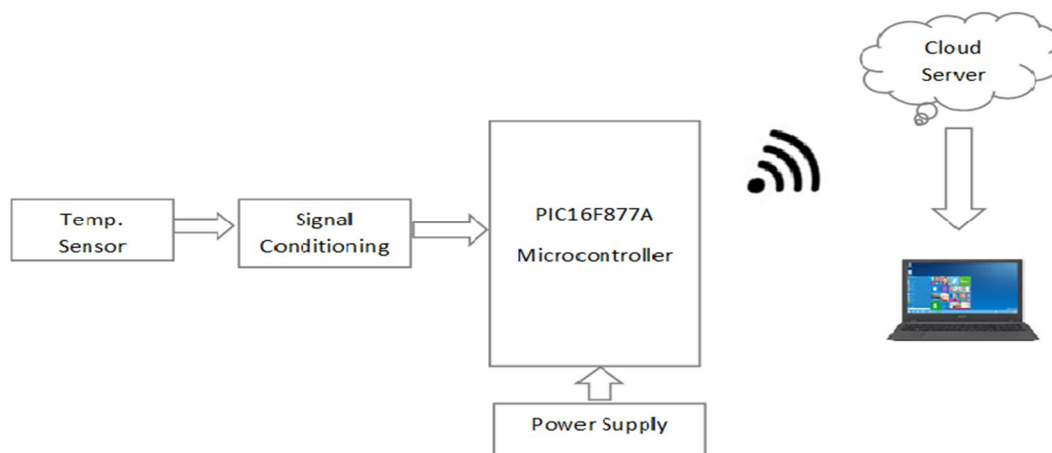 Cloud
Server
PIC16F877A
Microcontroller
Temp.
Sensor
Signal
Conditioning
Power Supply